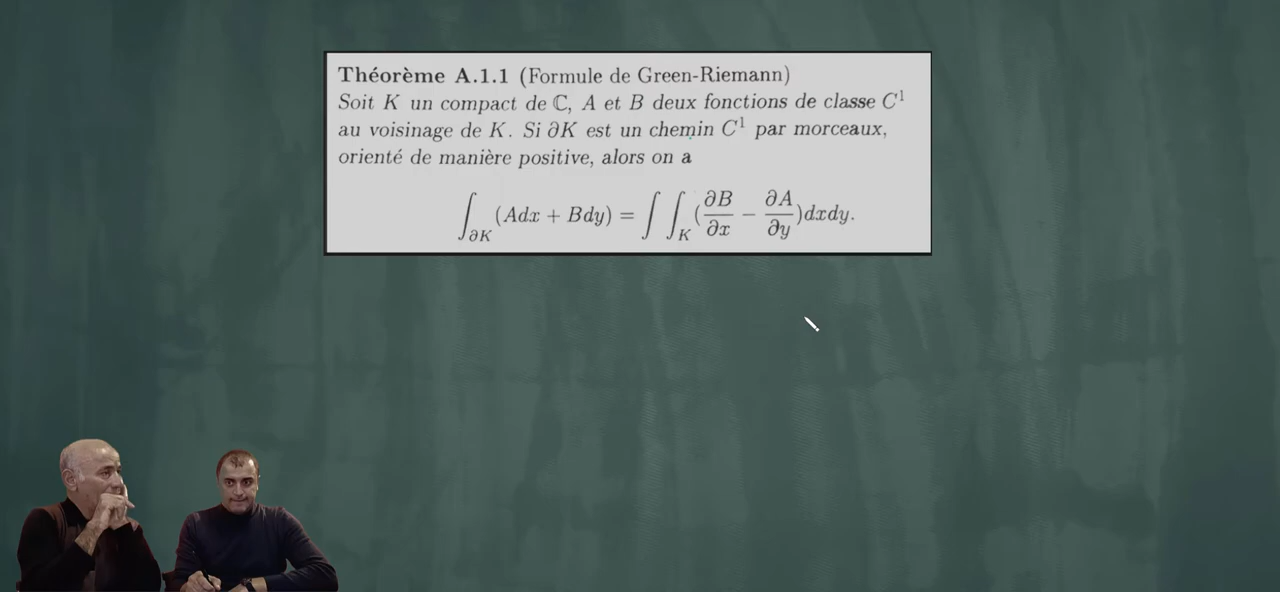 Théorème A.1.1 (Formule de Green-Riemann)
Soit K un compact de ℂ, A et B deux fonctions de classe C¹
au voisinage de K. Si ∂K est un chemin C¹ par morceaux,
orienté de manière positive, alors on a
∫_{∂K} (Adx + Bdy) = ∫∫_K (∂B/∂x − ∂A/∂y)dxdy.